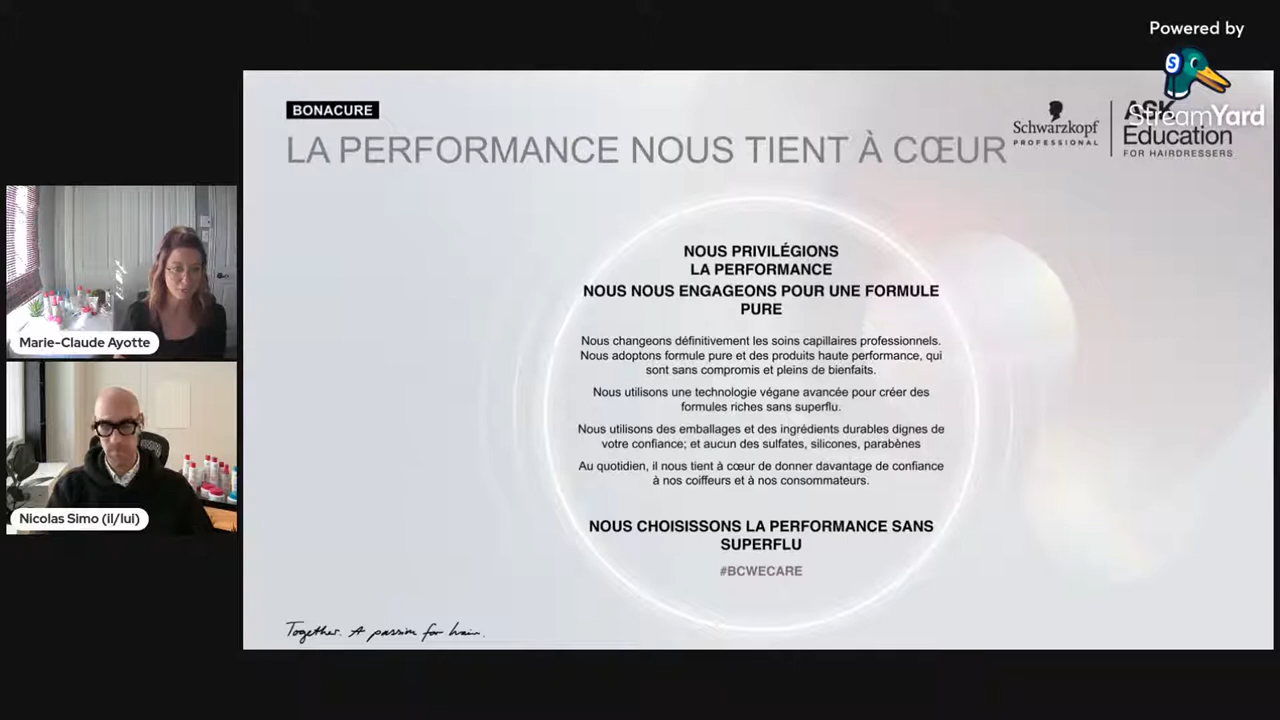 Powered by
StreamYard
BONACURE
LA PERFORMANCE NOUS TIENT À CŒUR
Schwarzkopf
PROFESSIONAL
ASK
Education
FOR HAIRDRESSERS
NOUS PRIVILÉGIONS
LA PERFORMANCE
NOUS NOUS ENGAGEONS POUR UNE FORMULE
PURE
Nous changeons définitivement les soins capillaires professionnels.
Nous adoptons formule pure et des produits haute performance, qui
sont sans compromis et pleins de bienfaits.
Nous utilisons une technologie végane avancée pour créer des
formules riches sans superflu.
Nous utilisons des emballages et des ingrédients durables dignes de
votre confiance; et aucun des sulfates, silicones, parabènes
Au quotidien, il nous tient à cœur de donner davantage de confiance
à nos coiffeurs et à nos consommateurs.
NOUS CHOISISSONS LA PERFORMANCE SANS
SUPERFLU
#BCWECARE
Together. A passion for hair.
Marie-Claude Ayotte
Nicolas Simo (il/lui)